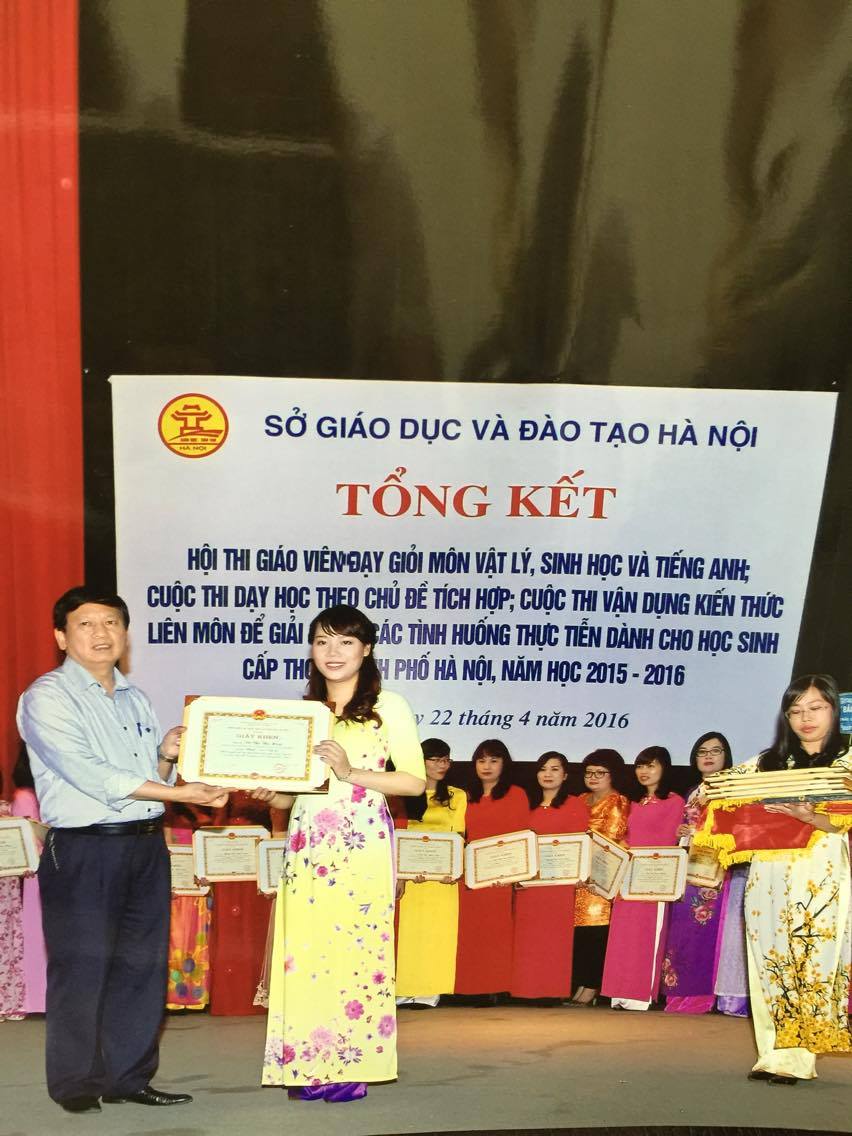 SỞ GIÁO DỤC VÀ ĐÀO TẠO HÀ NỘI
HÀ NỘI
TỔNG KẾT
HỘI THI GIÁO VIÊN DẠY GIỎI MÔN VẬT LÝ, SINH HỌC VÀ TIẾNG ANH;
CUỘC THI DẠY HỌC THEO CHỦ ĐỀ TÍCH HỢP; CUỘC THI VẬN DỤNG KIẾN THỨC
LIÊN MÔN ĐỂ GIẢI CÁC TÌNH HUỐNG THỰC TIỄN DÀNH CHO HỌC SINH
CẤP PHỐ HÀ NỘI, NĂM HỌC 2015 - 2016
22 tháng 4 năm 2016
GIẤY KHEN